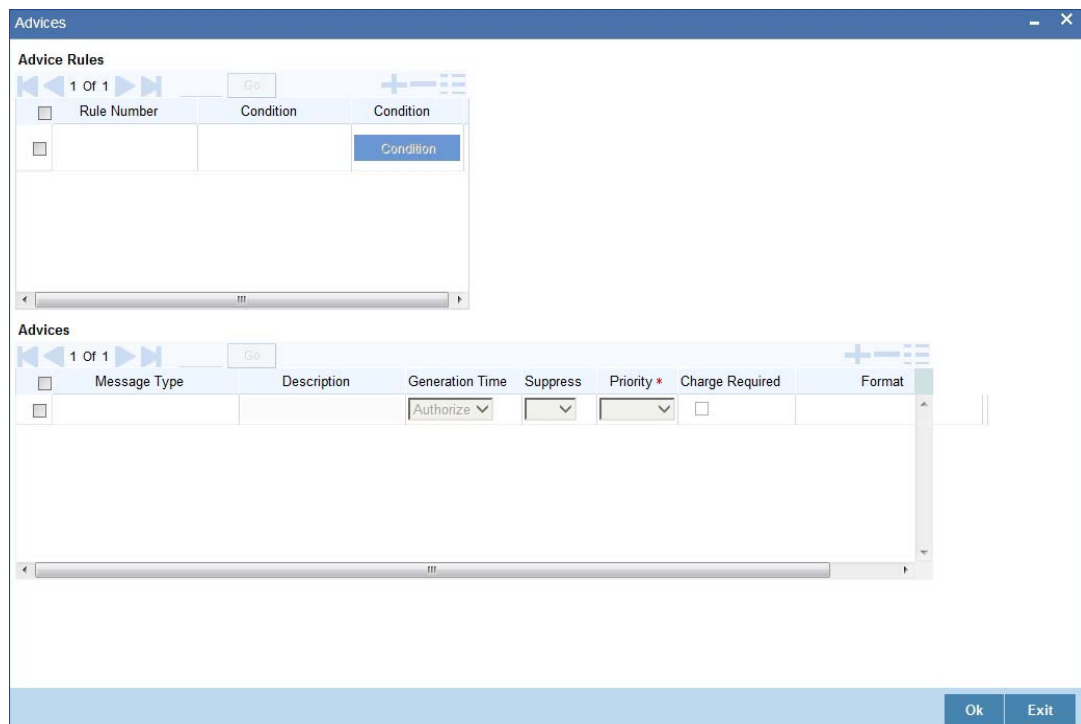 Advices
Advice Rules
1 Of 1 Go
Rule Number Condition Condition
Condition
Advices
1 Of 1 Go
Message Type Description Generation Time Suppress Priority * Charge Required Format
Authorize
Ok Exit